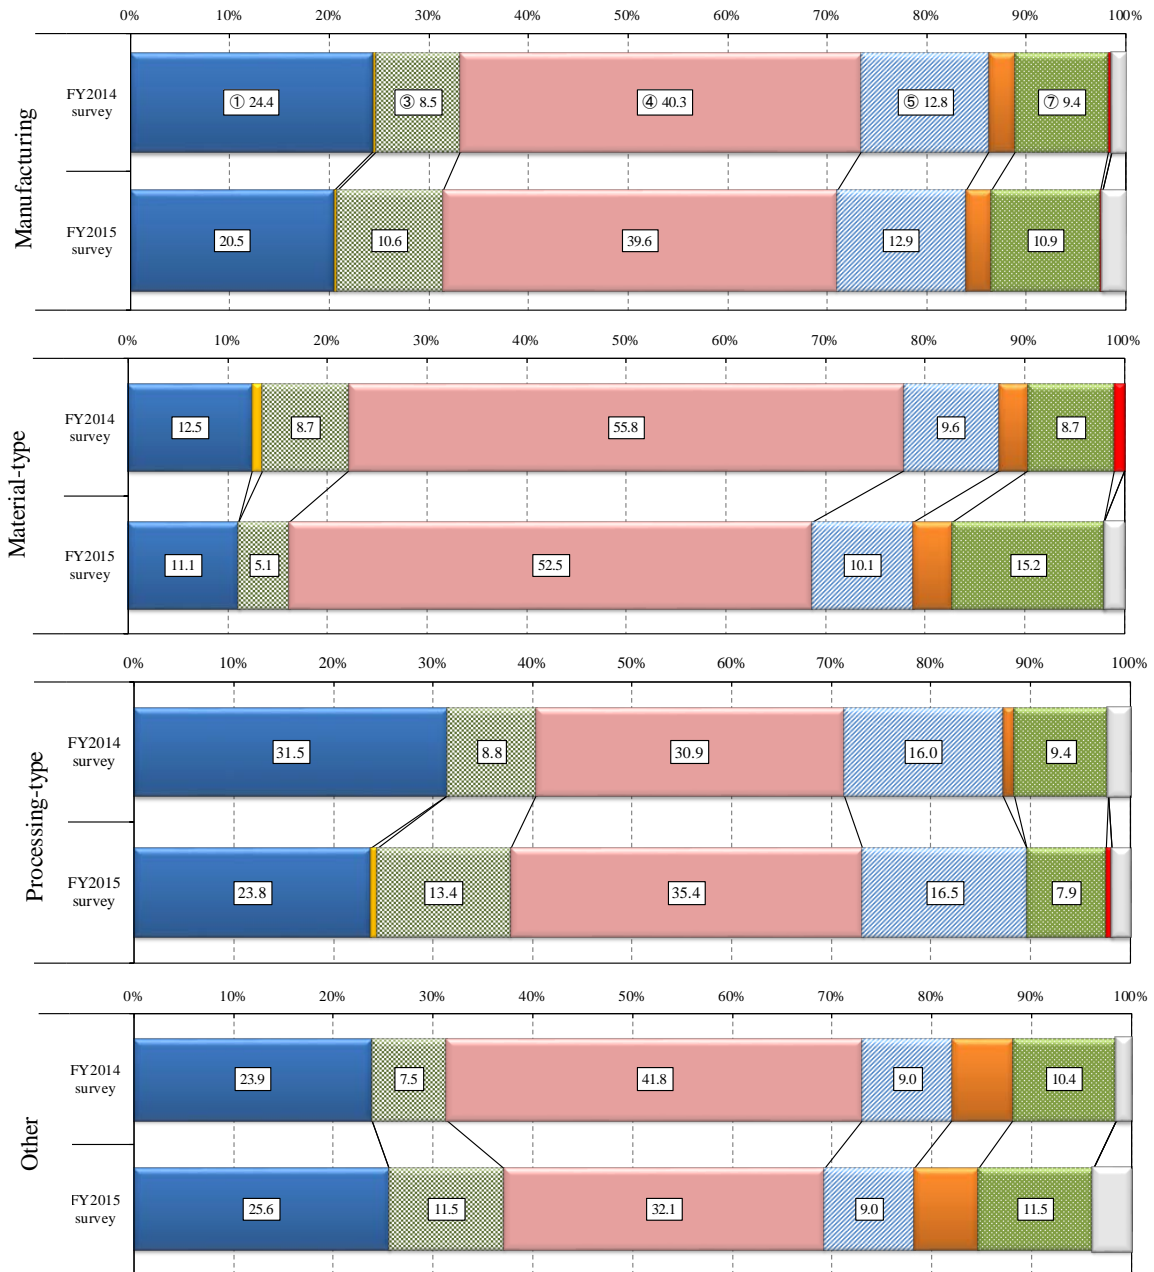 0% 10% 20% 30% 40% 50% 60% 70% 80% 90% 100%
Manufacturing
FY2014
survey
① 24.4 ③ 8.5 ④ 40.3 ⑤ 12.8 ⑦ 9.4
FY2015
survey
20.5 10.6 39.6 12.9 10.9
0% 10% 20% 30% 40% 50% 60% 70% 80% 90% 100%
Material-type
FY2014
survey
12.5 8.7 55.8 9.6 8.7
FY2015
survey
11.1 5.1 52.5 10.1 15.2
0% 10% 20% 30% 40% 50% 60% 70% 80% 90% 100%
Processing-type
FY2014
survey
31.5 8.8 30.9 16.0 9.4
FY2015
survey
23.8 13.4 35.4 16.5 7.9
0% 10% 20% 30% 40% 50% 60% 70% 80% 90% 100%
Other
FY2014
survey
23.9 7.5 41.8 9.0 10.4
FY2015
survey
25.6 11.5 32.1 9.0 11.5